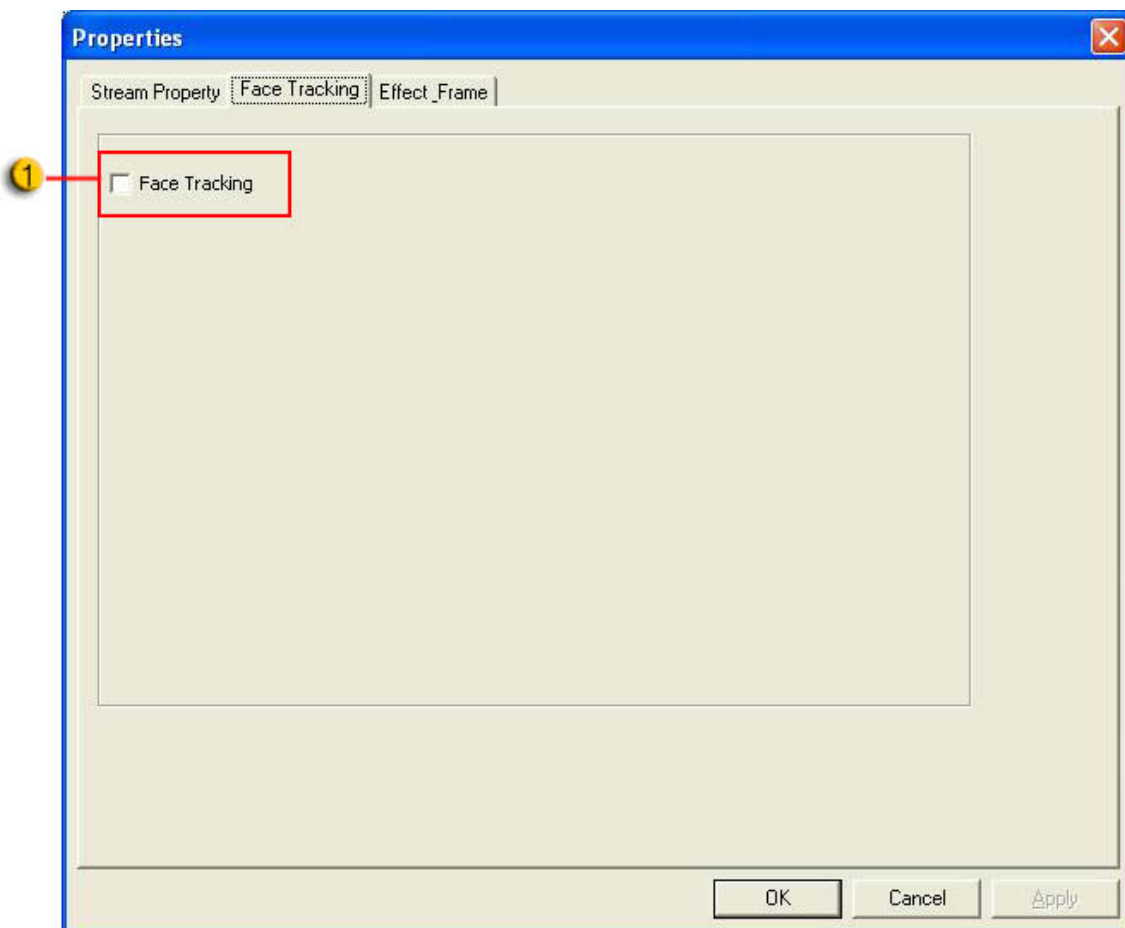 Properties
Stream Property Face Tracking Effect_Frame
1
Face Tracking
OK Cancel Apply